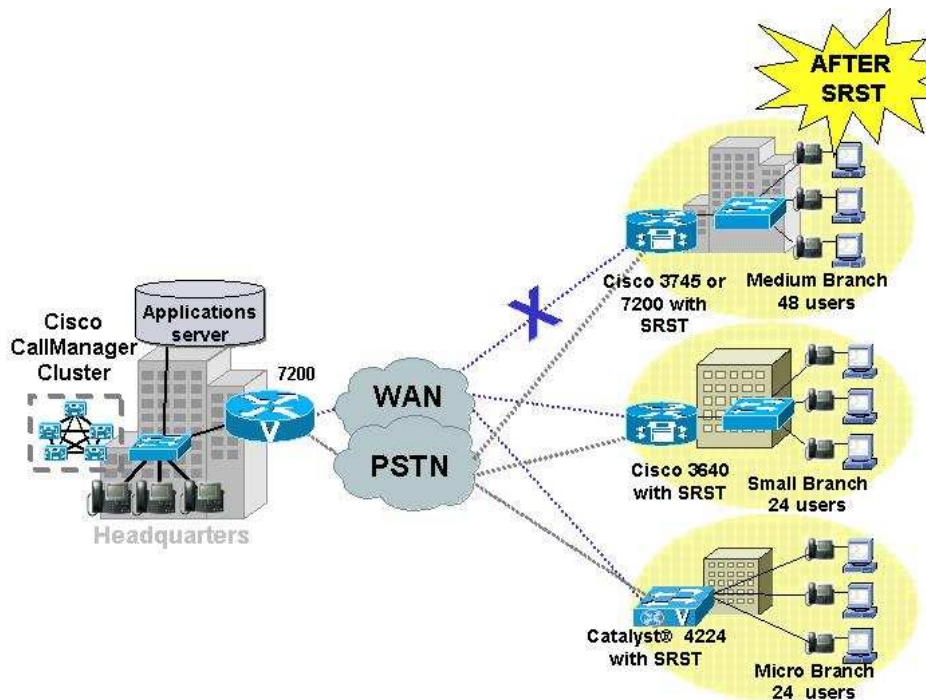 AFTER
SRST
Cisco 3745 or
7200 with
SRST
Medium Branch
48 users
Applications
server
Cisco
CallManager
Cluster
7200
V
WAN
PSTN
Headquarters
Cisco 3640
with SRST
Small Branch
24 users
V
Catalyst® 4224
with SRST
Micro Branch
24 users